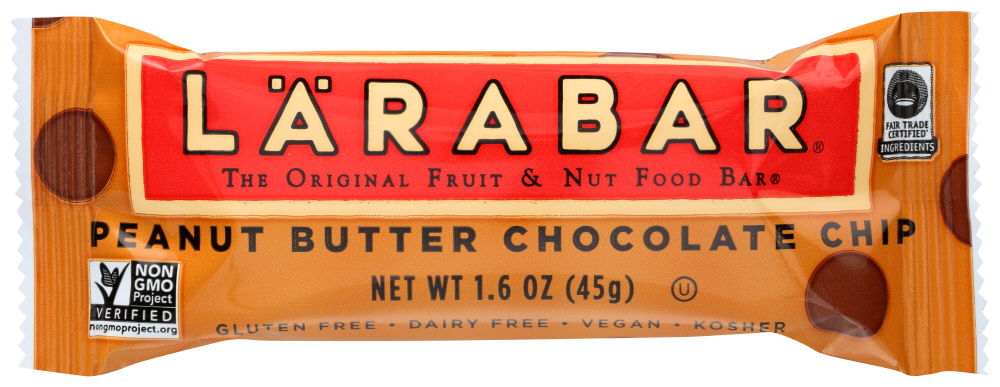 LÄRABAR®
THE ORIGINAL FRUIT & NUT FOOD BAR®
FAIR TRADE
CERTIFIED™
INGREDIENTS
PEANUT BUTTER CHOCOLATE CHIP
NON
GMO
Project
VERIFIED
nongmoproject.org
NET WT 1.6 OZ (45g) U
GLUTEN FREE • DAIRY FREE • VEGAN • KOSHER